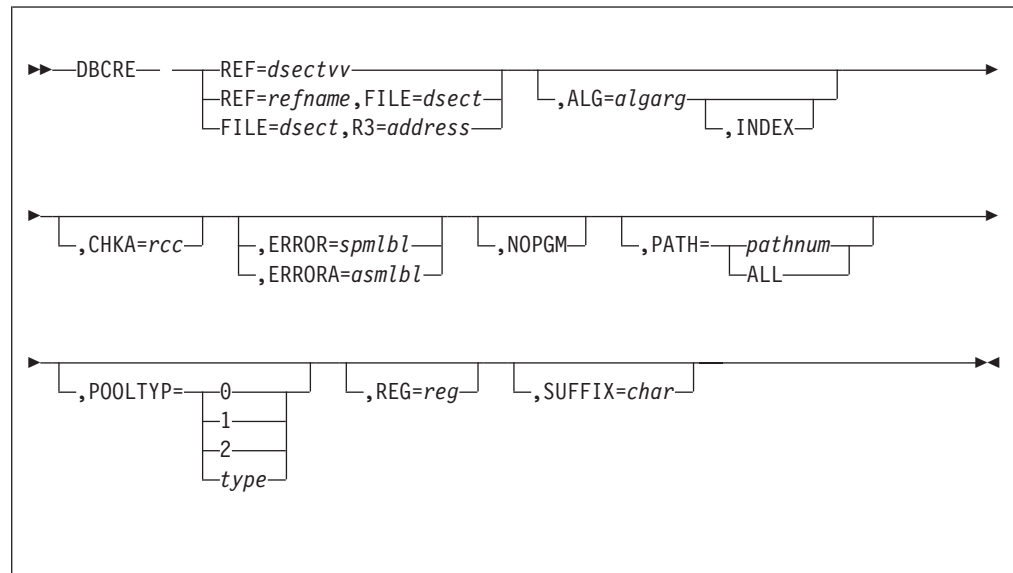 DBCRE REF=dsectvv
REF=refname,FILE=dsect ,ALG=algarg
FILE=dsect,R3=address ,INDEX
,CHKA=rcc ,ERROR=spmlbl ,NOPGM ,PATH= pathnum
,ERRORA=asmlbl ALL
,POOLTYP= 0 ,REG=reg ,SUFFIX=char
1
2
type